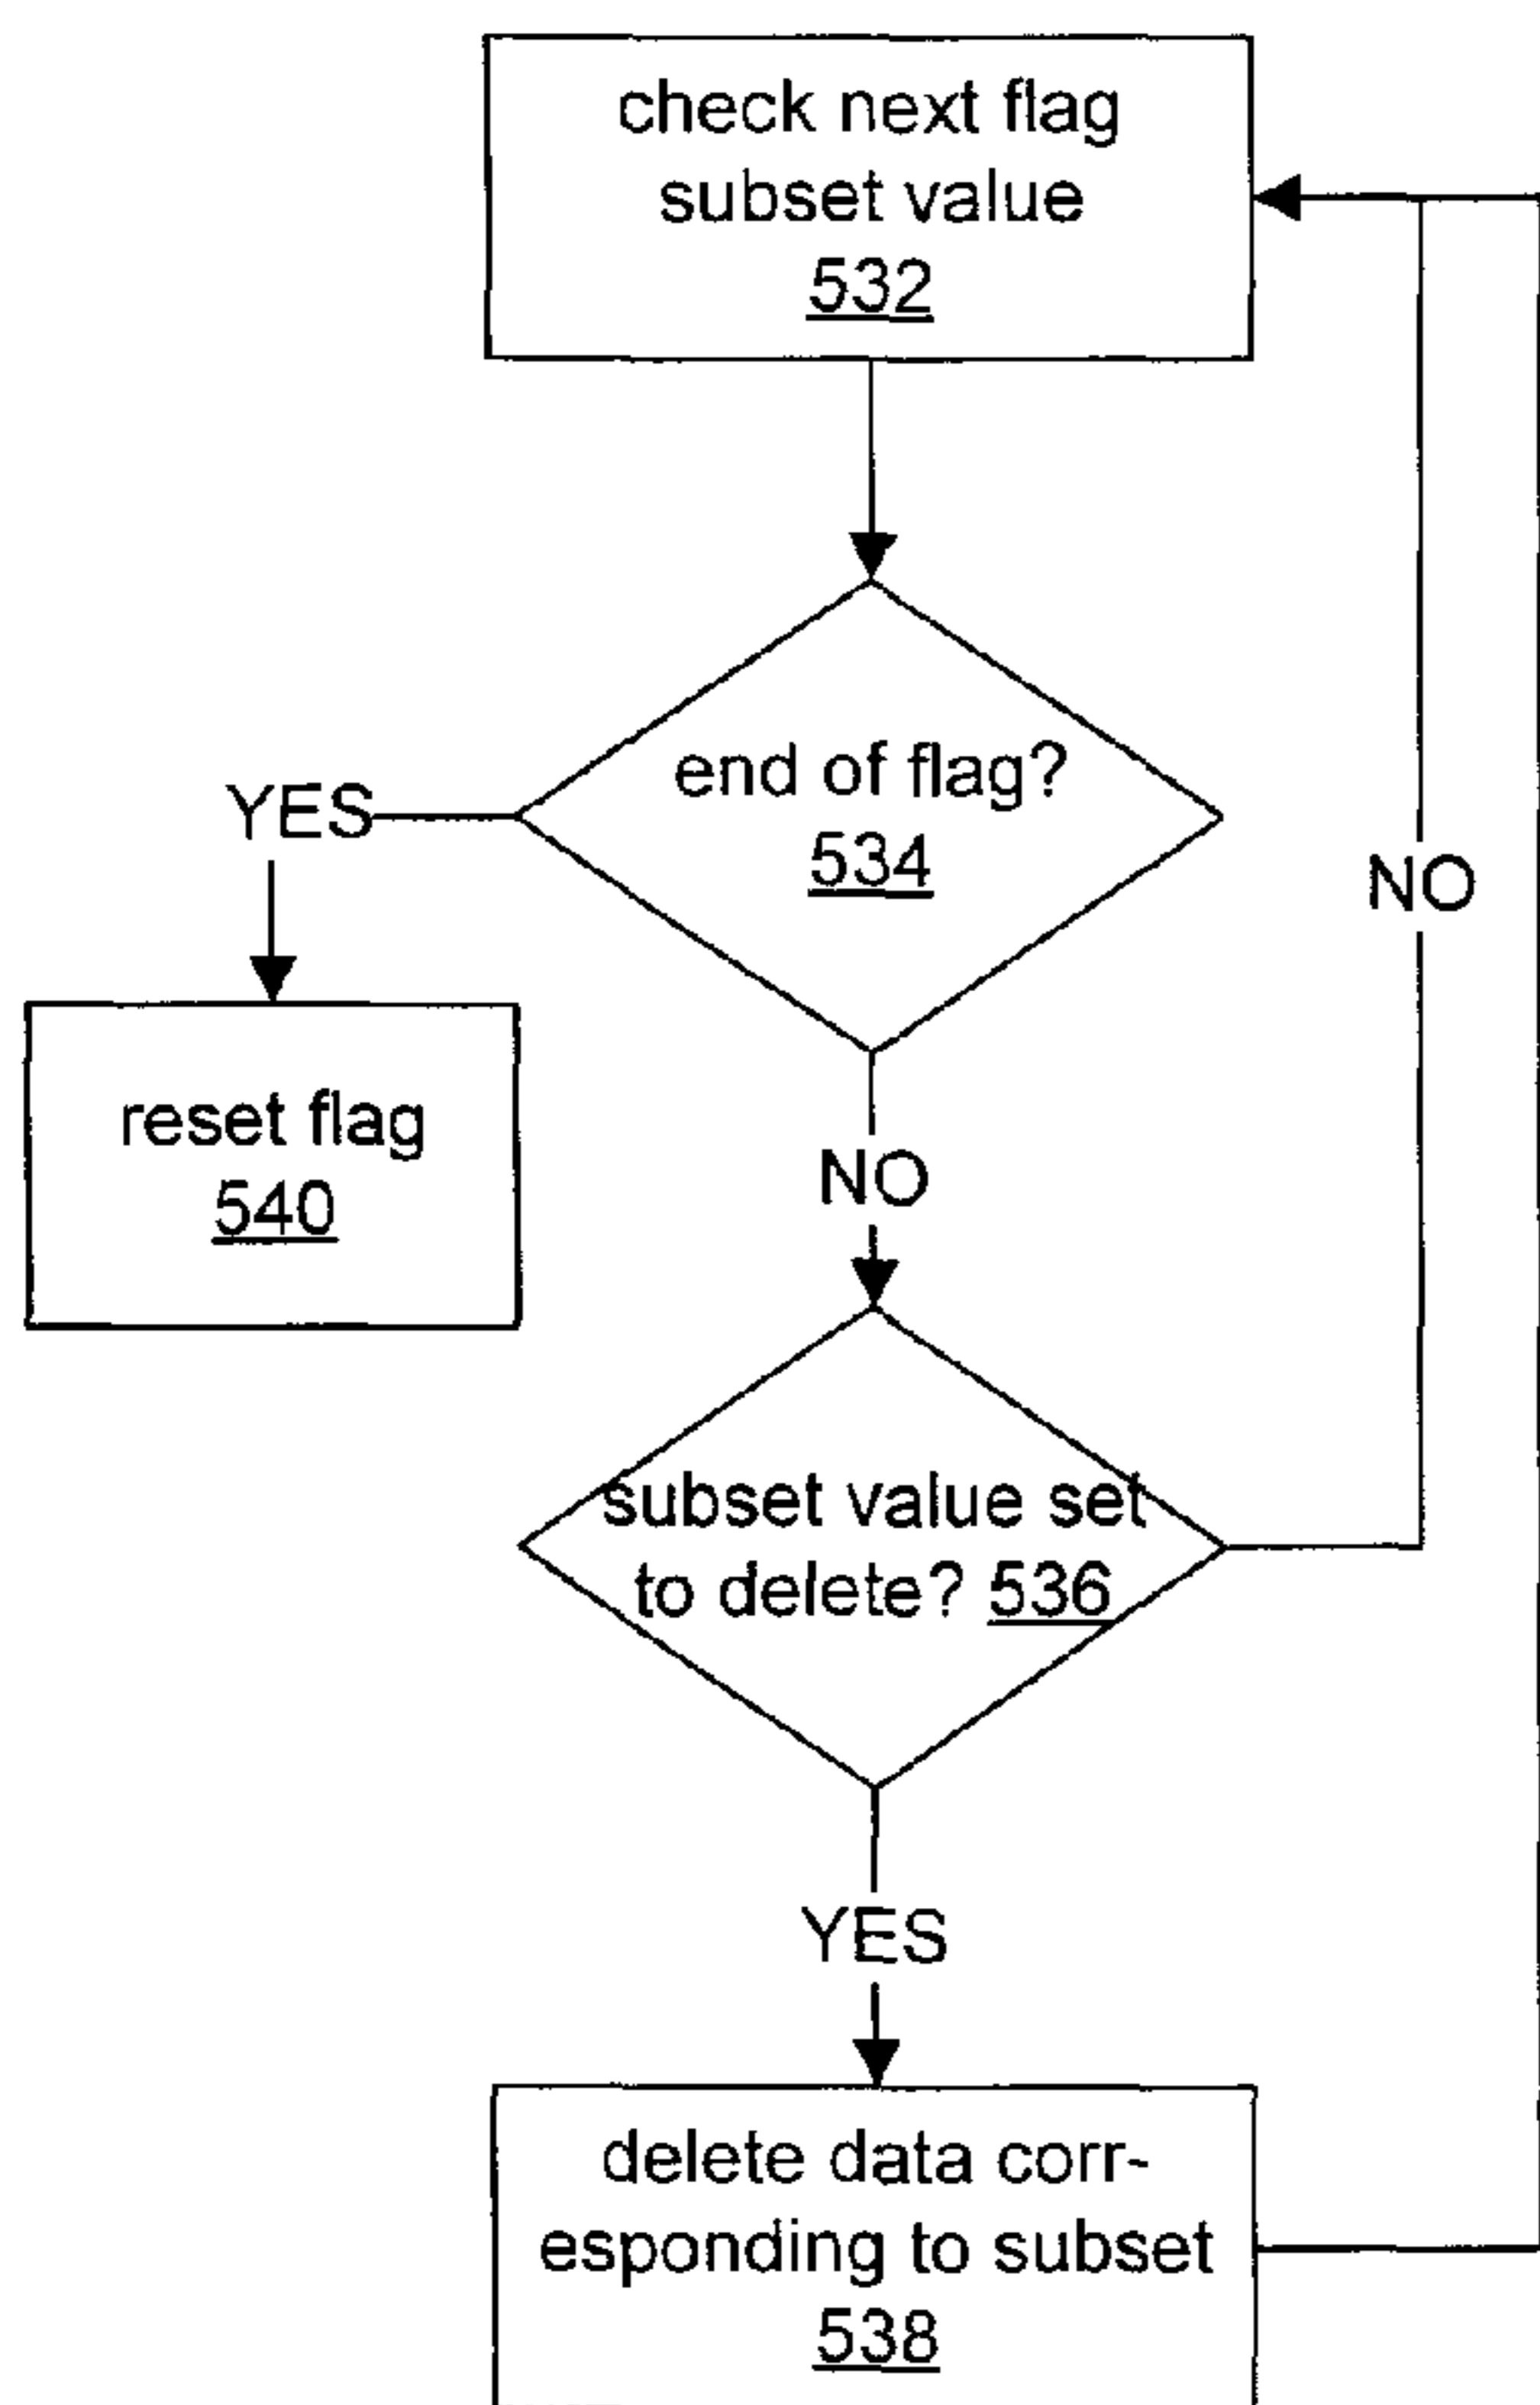 check next flag
subset value
532
end of flag?
534
YES
NO
reset flag
540
NO
subset value set
to delete? 536
YES
delete data corr-
esponding to subset
538